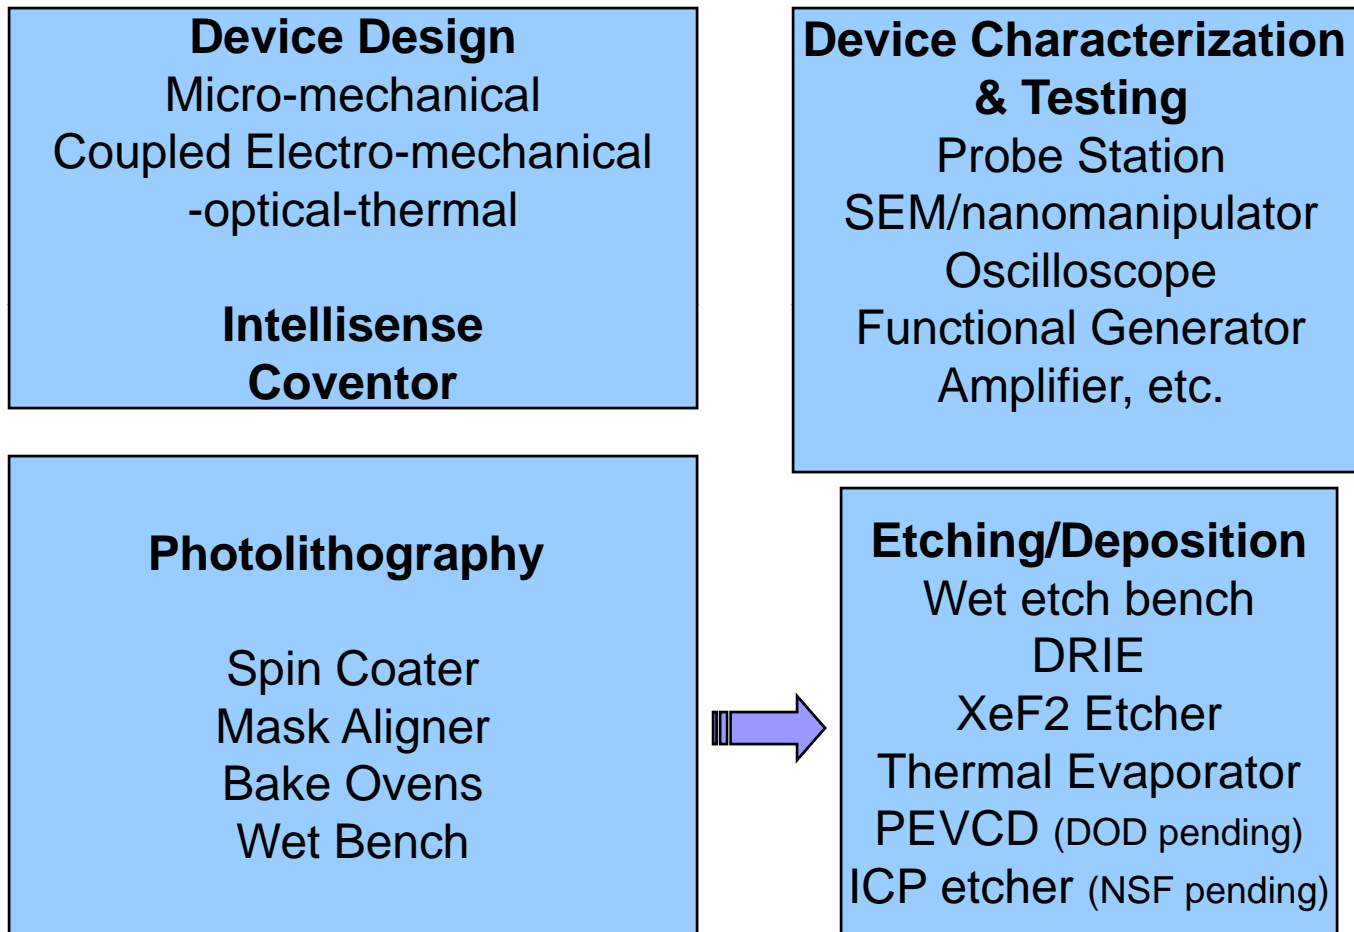 Device Design
Micro-mechanical
Coupled Electro-mechanical
-optical-thermal
Intellisense
Coventor
Device Characterization
& Testing
Probe Station
SEM/nanomanipulator
Oscilloscope
Functional Generator
Amplifier, etc.
Photolithography
Spin Coater
Mask Aligner
Bake Ovens
Wet Bench
Etching/Deposition
Wet etch bench
DRIE
XeF2 Etcher
Thermal Evaporator
PEVCD (DOD pending)
ICP etcher (NSF pending)